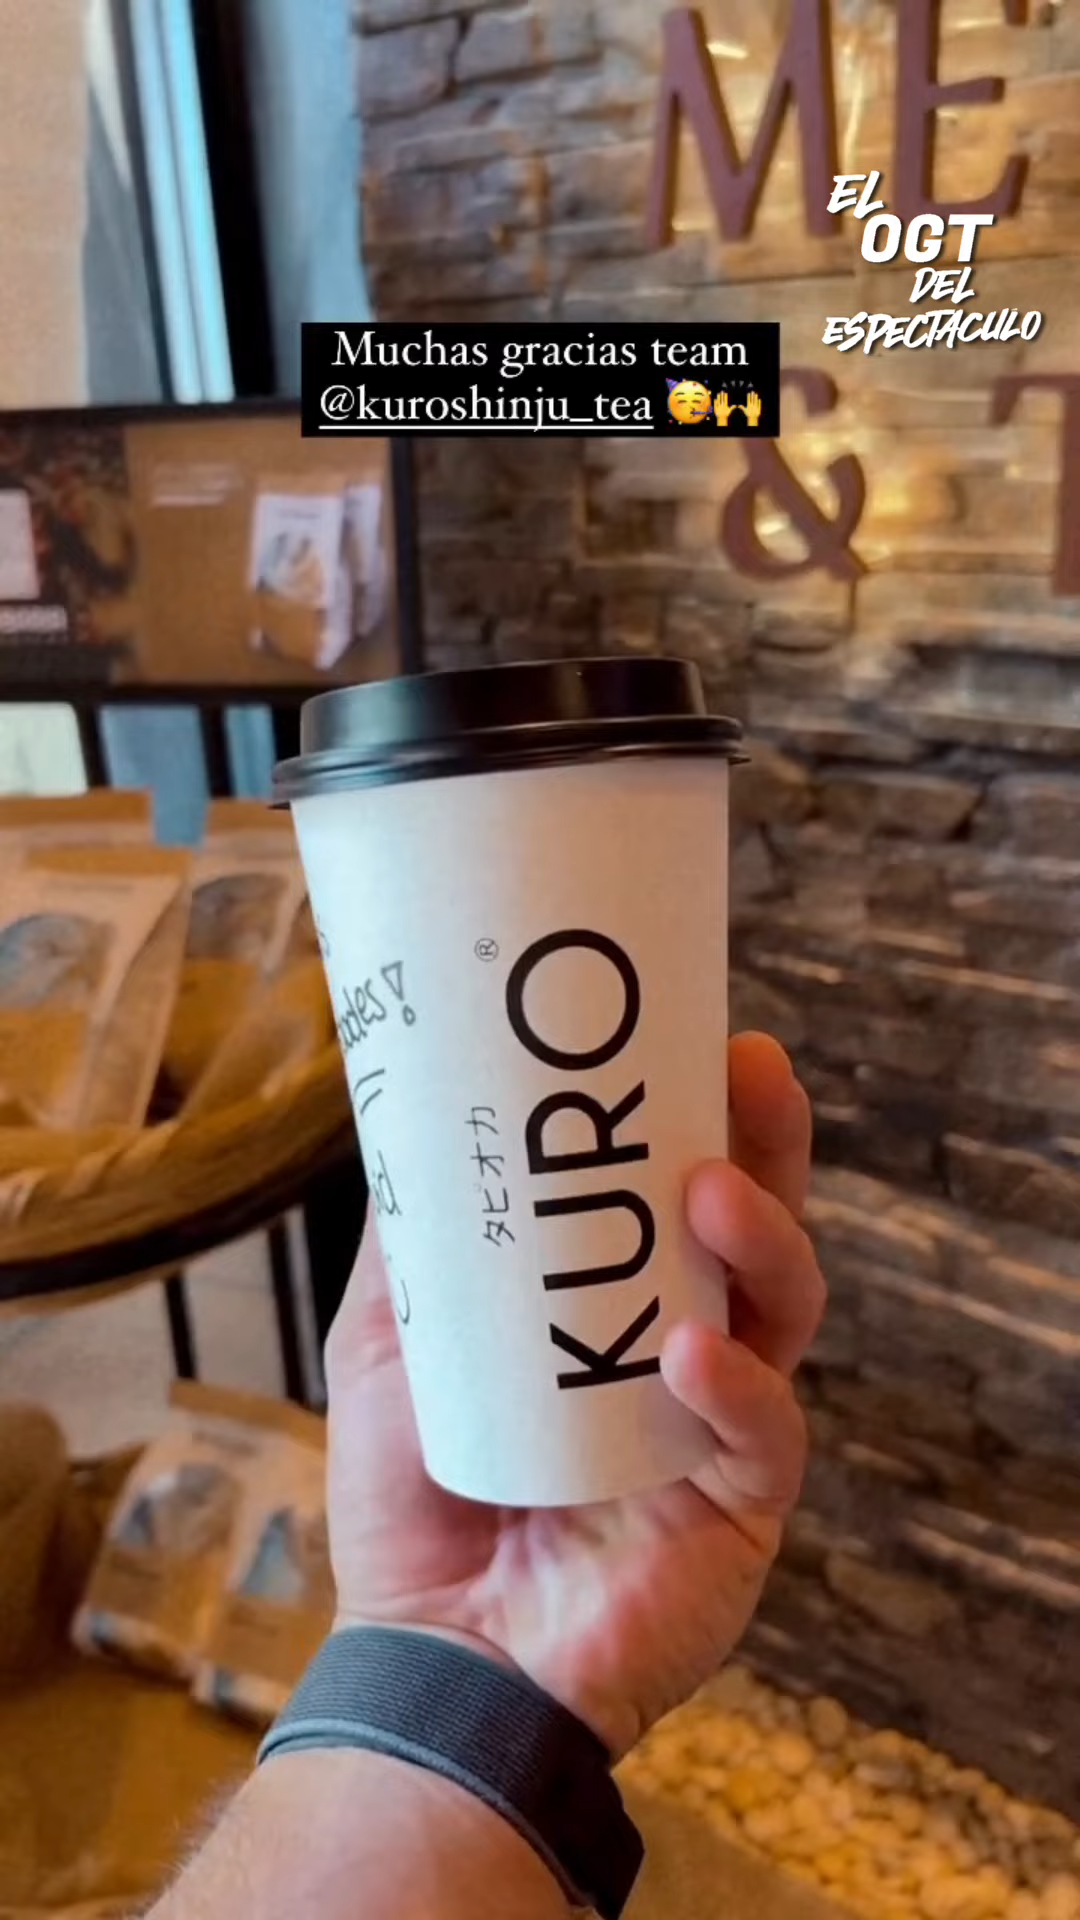 ME
EL
OGT
DEL
ESPECTACULO
Muchas gracias team
@kuroshinju_tea 🥳🙌
& T
KURO
®
タピオカ